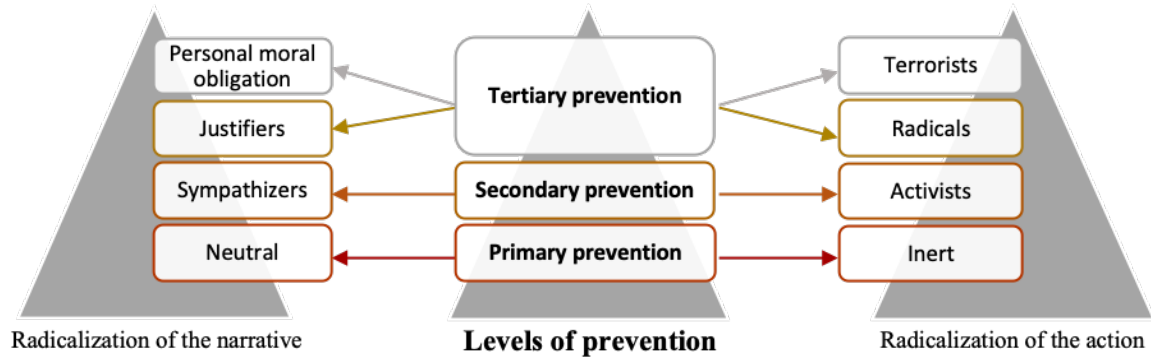 Personal moral
obligation
Justifiers
Sympathizers
Neutral
Radicalization of the narrative
Tertiary prevention
Secondary prevention
Primary prevention
Levels of prevention
Terrorists
Radicals
Activists
Inert
Radicalization of the action